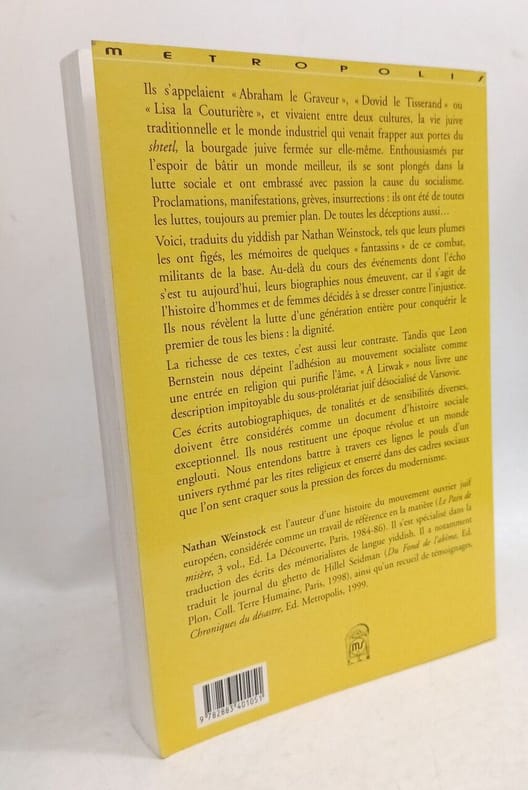 METROPOLIS
Ils s'appelaient « Abraham le Graveur », « Dovid le Tisserand » ou
« Lisa la Couturière », et vivaient entre deux cultures, la vie juive
traditionnelle et le monde industriel qui venait frapper aux portes du
shtetl, la bourgade juive fermée sur elle-même. Enthousiasmés par
l'espoir de bâtir un monde meilleur, ils se sont plongés dans la
lutte sociale et ont embrassé avec passion la cause du socialisme.
Proclamations, manifestations, grèves, insurrections : ils ont été de toutes
les luttes, toujours au premier plan. De toutes les déceptions aussi…
Voici, traduits du yiddish par Nathan Weinstock, tels que leurs plumes
les ont figés, les mémoires de quelques « fantassins » de ce combat,
militants de la base. Au-delà du cours des événements dont l'écho
s'est tu aujourd'hui, leurs biographies nous émeuvent, car il s'agit de
l'histoire d'hommes et de femmes décidés à se dresser contre l'injustice.
Ils nous révèlent la lutte d'une génération entière pour conquérir le
premier de tous les biens : la dignité.
La richesse de ces textes, c'est aussi leur contraste. Tandis que Leon
Bernstein nous dépeint l'adhésion au mouvement socialiste comme
une entrée en religion qui purifie l'âme, « A Litwak » nous livre une
description impitoyable du sous-prolétariat juif désocialisé de Varsovie.
Ces écrits autobiographiques, de tonalités et de sensibilités diverses,
doivent être considérés comme un document d'histoire sociale
exceptionnel. Ils nous restituent une époque révolue et un monde
englouti. Nous entendons battre à travers ces lignes le pouls d'un
univers rythmé par les rites religieux et enserré dans des cadres sociaux
que l'on sent craquer sous la pression des forces du modernisme.
Nathan Weinstock est l'auteur d'une histoire du mouvement ouvrier juif
européen, considérée comme un travail de référence en la matière (Le Pain de
misère, 3 vol., Ed. La Découverte, Paris, 1984-86). Il s'est spécialisé dans la
traduction des écrits des mémorialistes de langue yiddish. Il a notamment
traduit le journal du ghetto de Hillel Seidman (Du Fond de l'abîme, Ed.
Plon, Coll. Terre Humaine, Paris, 1998), ainsi qu'un recueil de témoignages,
Chroniques du désastre, Ed. Metropolis, 1999.
ms
9 782883 401051